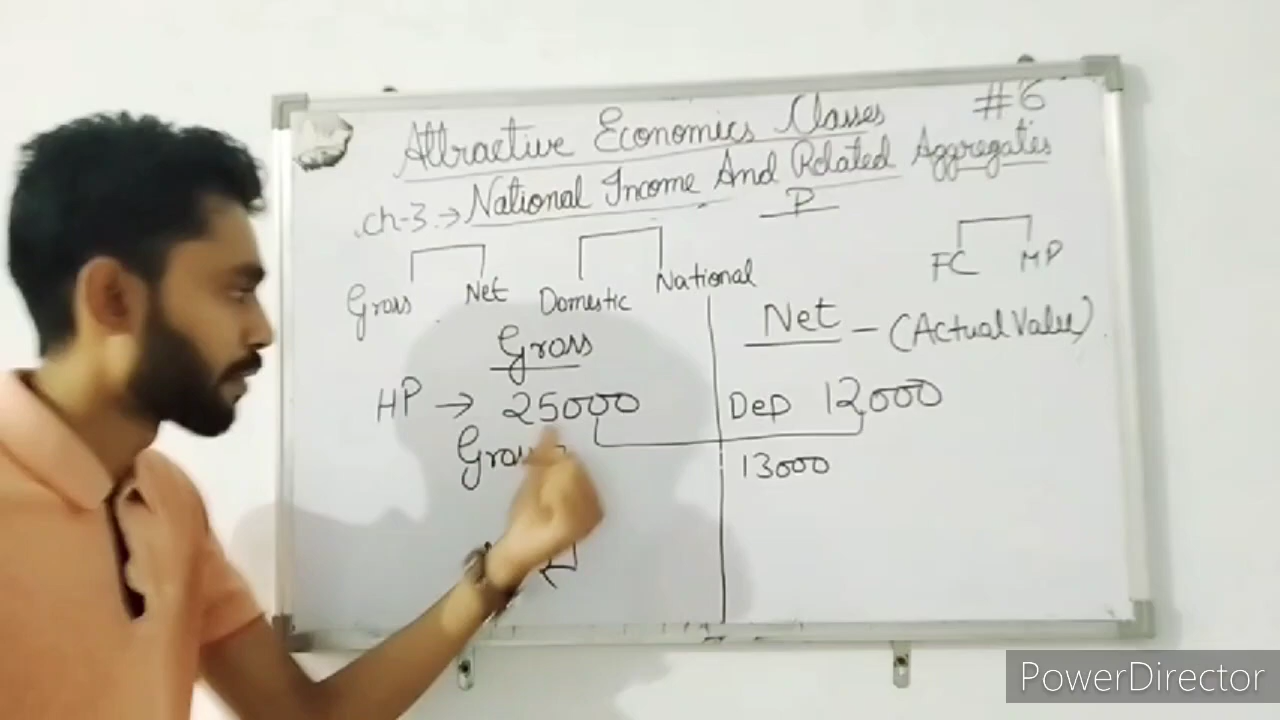 #6
Attractive Economics Classes
Ch-3.→ National Income And Related Aggregates
P
Gross Net Domestic National FC MP
Gross
Net – (Actual Value)
HP → 25000
Dep 12000
13000
PowerDirector